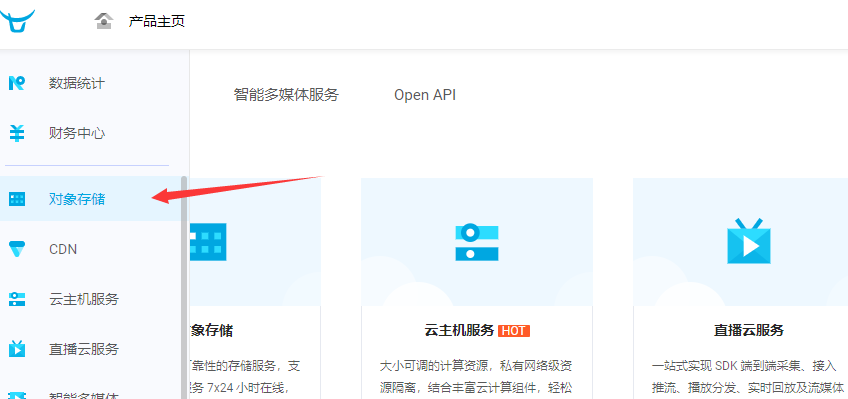 产品主页
数据统计
财务中心
对象存储
CDN
云主机服务
直播云服务
智能多媒体
智能多媒体服务
Open API
象存储
可靠性的存储服务，支
服务 7x24 小时在线，
云主机服务 HOT
大小可调的计算资源，私有网络级资
源隔离，结合丰富云计算组件，轻松
直播云服务
一站式实现 SDK 端到端采集、接入
推流、播放分发、实时回放及流媒体